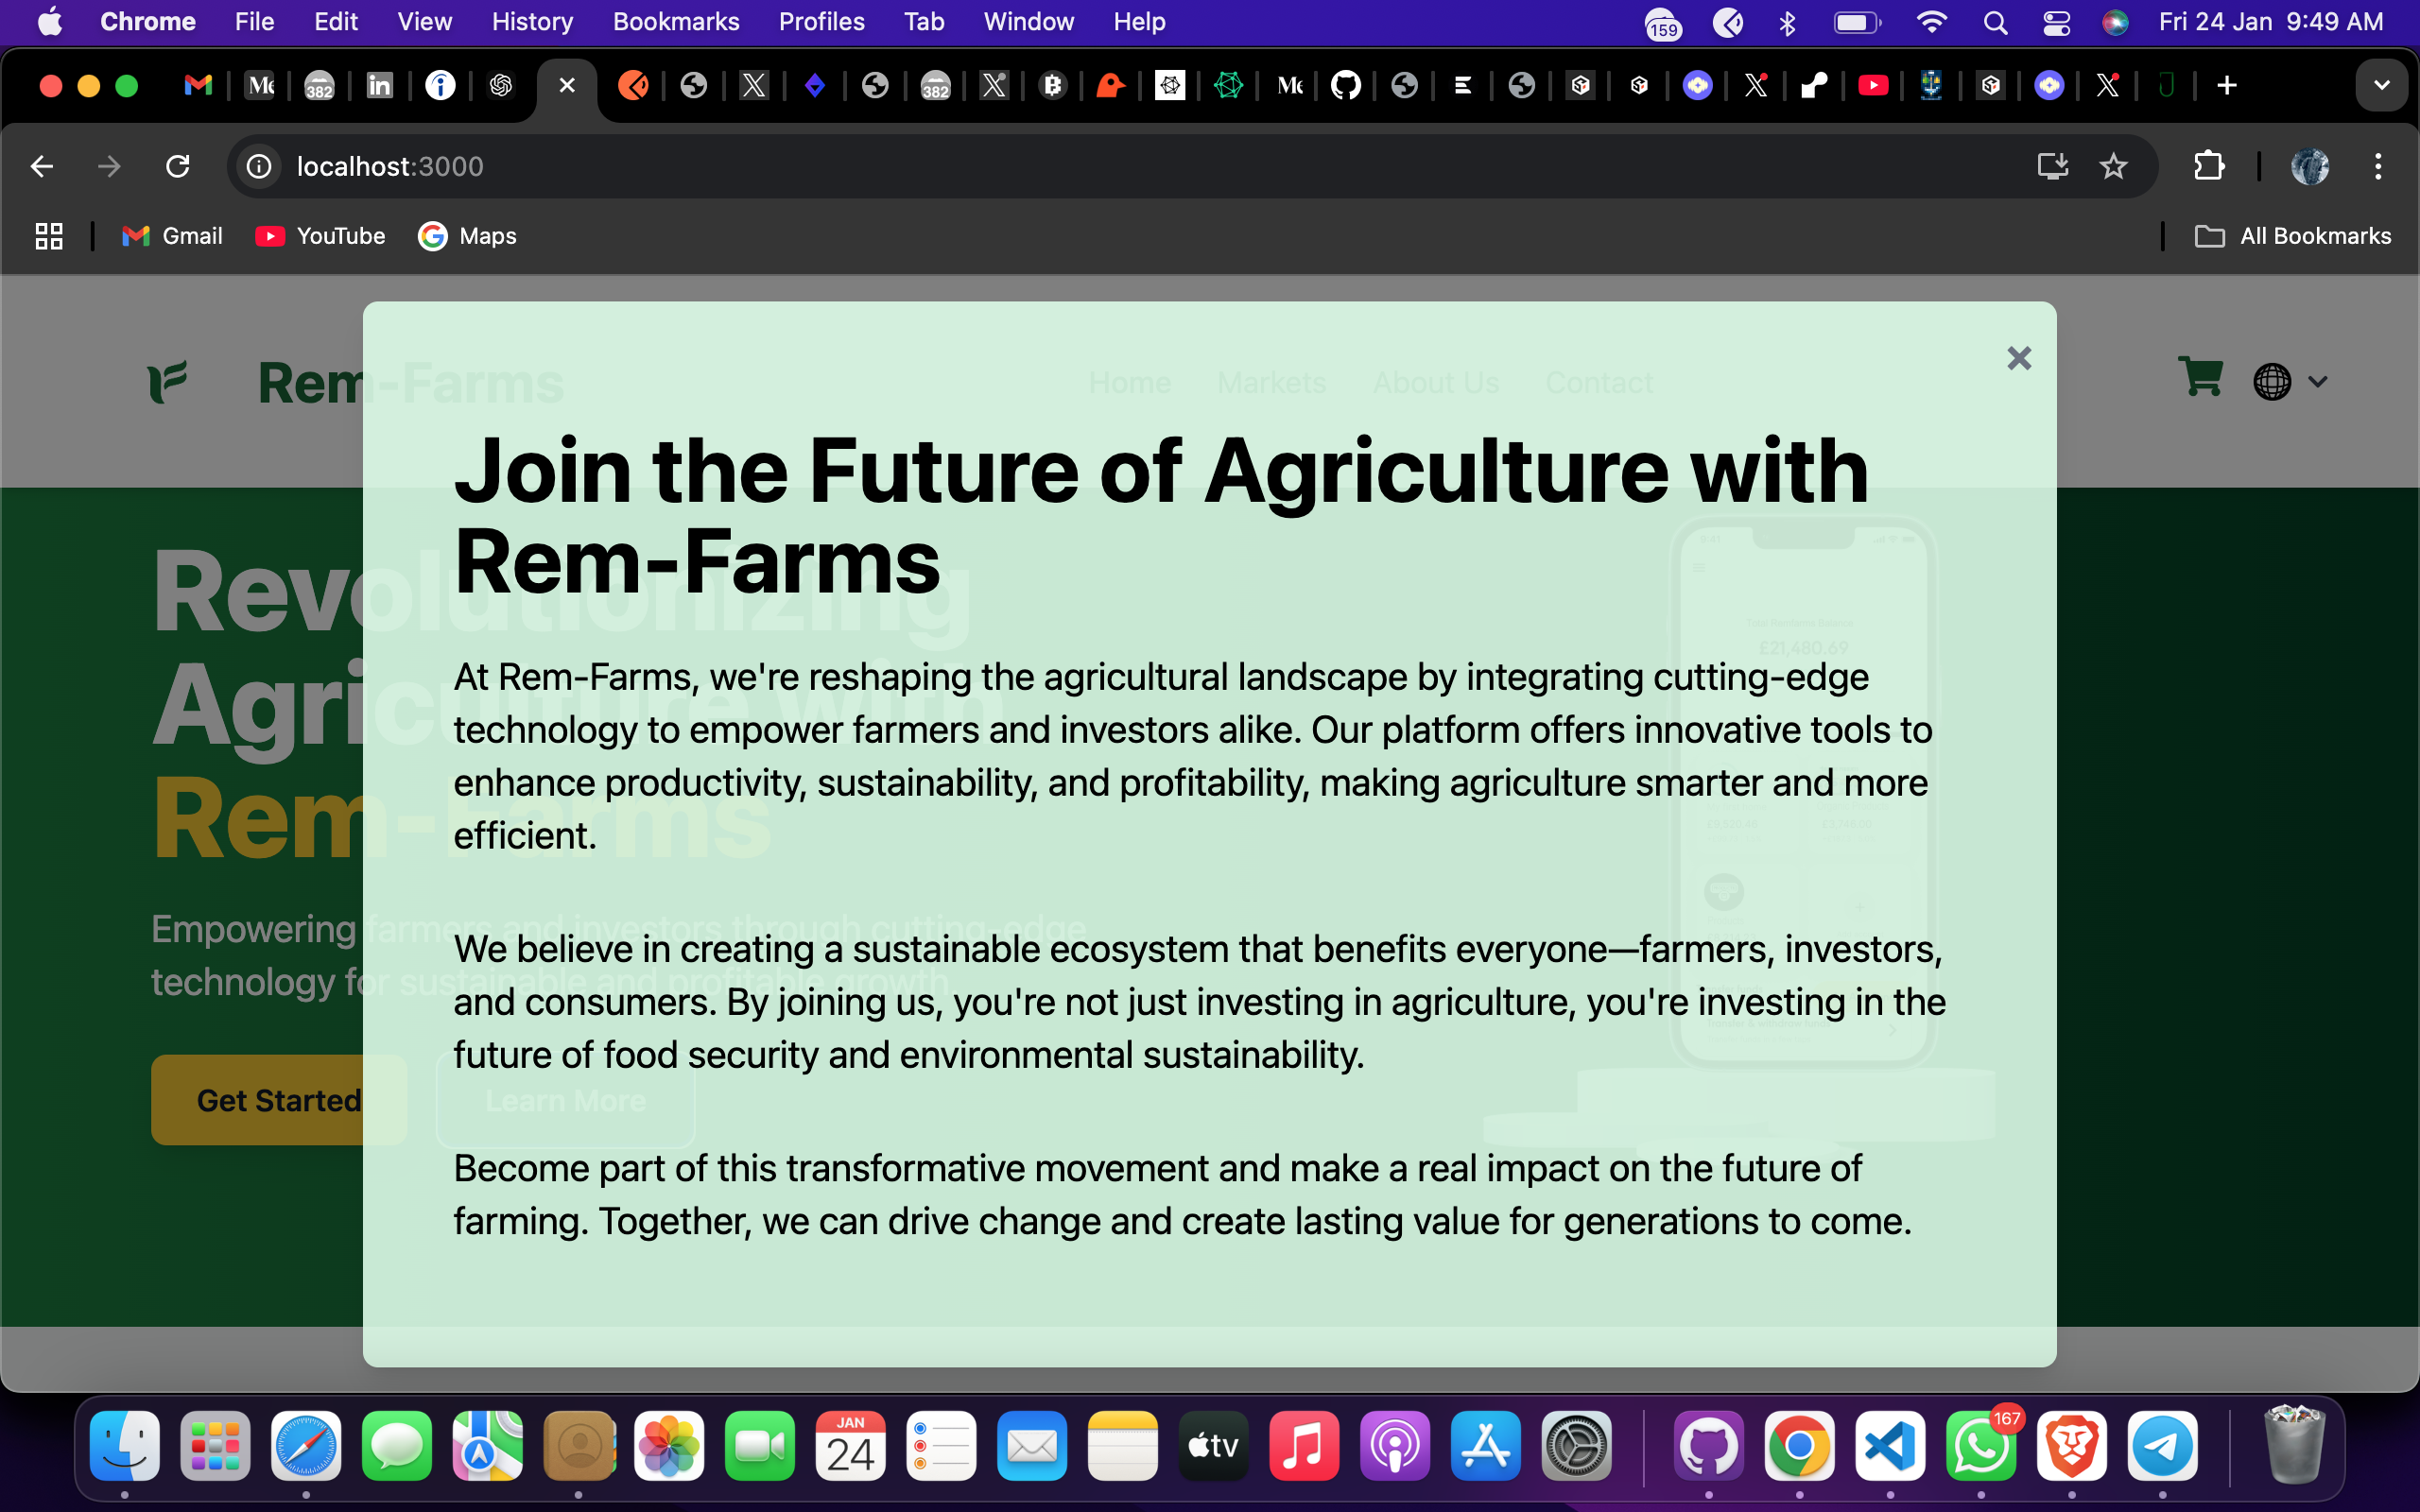 Chrome File Edit View History Bookmarks Profiles Tab Window Help 159 Fri 24 Jan 9:49 AM
382 in 382
localhost:3000
Gmail YouTube Maps All Bookmarks
Rem-Farms Home Markets About Us Contact
Join the Future of Agriculture with
Rem-Farms
Revolutionizing
Agriculture with
Rem-Farms
Empowering farmers and investors through cutting-edge
technology for sustainable and profitable growth.
Get Started Learn More
At Rem-Farms, we're reshaping the agricultural landscape by integrating cutting-edge
technology to empower farmers and investors alike. Our platform offers innovative tools to
enhance productivity, sustainability, and profitability, making agriculture smarter and more
efficient.
We believe in creating a sustainable ecosystem that benefits everyone—farmers, investors,
and consumers. By joining us, you're not just investing in agriculture, you're investing in the
future of food security and environmental sustainability.
Become part of this transformative movement and make a real impact on the future of
farming. Together, we can drive change and create lasting value for generations to come.
9:41
£21,480.69
JAN
24
tv
167